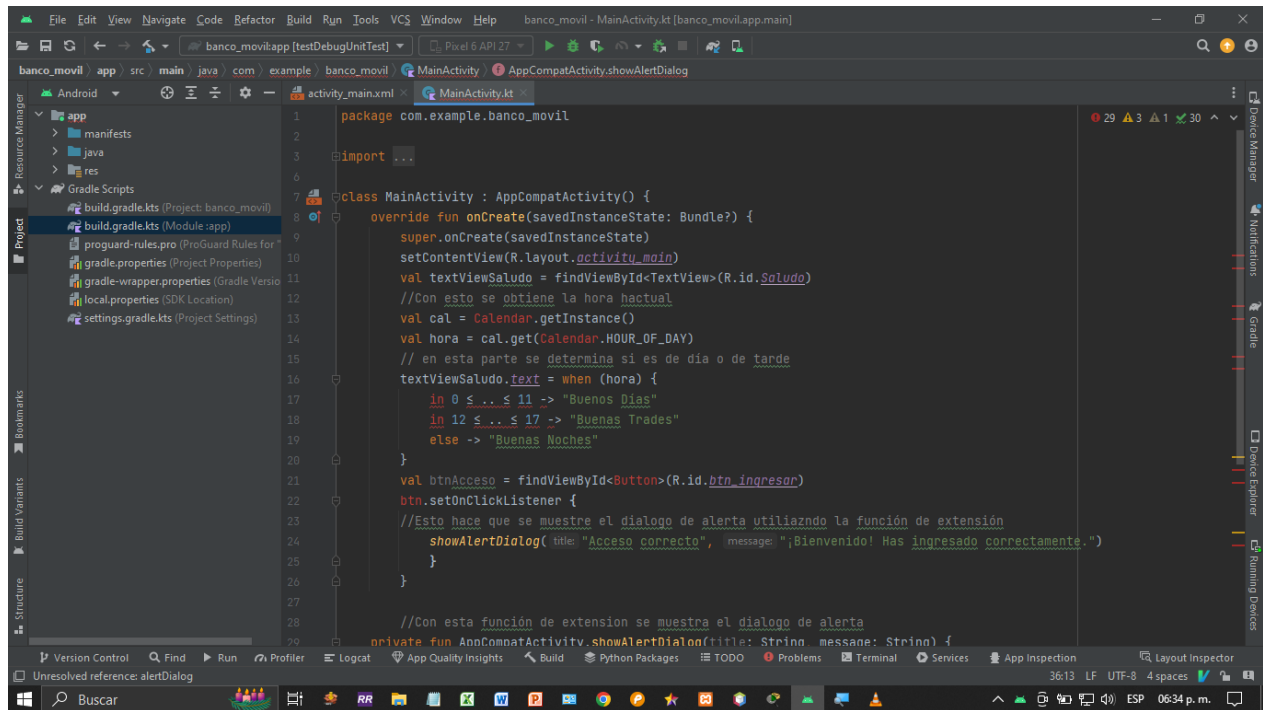 File Edit View Navigate Code Refactor Build Run Tools VCS Window Help banco_movil - MainActivity.kt [banco_movil.app.main]
banco_movil:app [testDebugUnitTest] Pixel 6 API 27
banco_movil app src main java com example banco_movil MainActivity AppCompatActivity.showAlertDialog
Android activity_main.xml MainActivity.kt
Resource Manager
Project
Bookmarks
Build Variants
Structure
app
manifests
java
res
Gradle Scripts
build.gradle.kts (Project: banco_movil)
build.gradle.kts (Module :app)
proguard-rules.pro (ProGuard Rules for "
gradle.properties (Project Properties)
gradle-wrapper.properties (Gradle Versio
local.properties (SDK Location)
settings.gradle.kts (Project Settings)
29 3 1 30
1 package com.example.banco_movil
2
3 import ...
6
7 class MainActivity : AppCompatActivity() {
8 override fun onCreate(savedInstanceState: Bundle?) {
9 super.onCreate(savedInstanceState)
10 setContentView(R.layout.activity_main)
11 val textViewSaludo = findViewById<TextView>(R.id.Saludo)
12 //Con esto se obtiene la hora hactual
13 val cal = Calendar.getInstance()
14 val hora = cal.get(Calendar.HOUR_OF_DAY)
15 // en esta parte se determina si es de día o de tarde
16 textViewSaludo.text = when (hora) {
17 in 0 ≤ .. ≤ 11 -> "Buenos Días"
18 in 12 ≤ .. ≤ 17 -> "Buenas Trades"
19 else -> "Buenas Noches"
20 }
21 val btnAcceso = findViewById<Button>(R.id.btn_ingresar)
22 btn.setOnClickListener {
23 //Esto hace que se muestre el dialogo de alerta utiliazndo la función de extensión
24 showAlertDialog( title: "Acceso correcto", message: "¡Bienvenido! Has ingresado correctamente.")
25 }
26 }
27
28 //Con esta función de extension se muestra el dialogo de alerta
29 private fun AppCompatActivity.showAlertDialog(title: String, message: String) {
Device Manager
Notifications
Gradle
Device Explorer
Running Devices
Version Control Find Run Profiler Logcat App Quality Insights Build Python Packages TODO Problems Terminal Services App Inspection Layout Inspector
Unresolved reference: alertDialog 36:13 LF UTF-8 4 spaces
Buscar RR ESP 06:34 p. m.